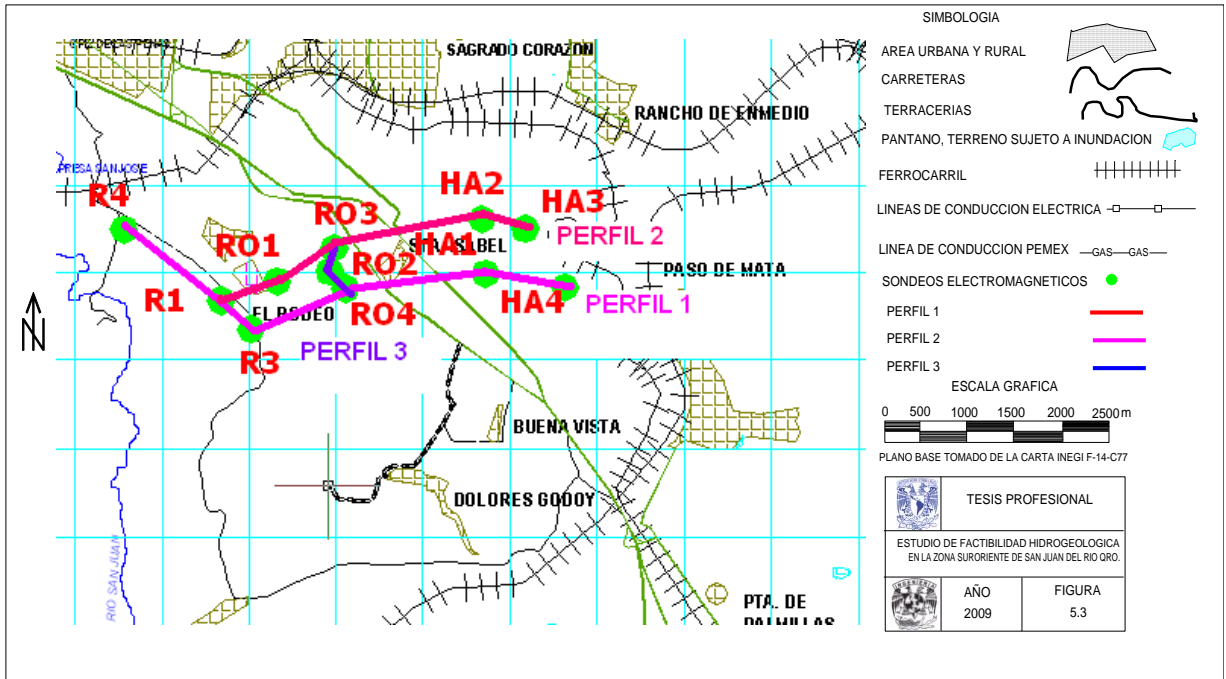 SAGRADO CORAZON
RANCHO DE ENMEDIO
PRESA SAN JOSE
R4
HA2
HA3
RO3
PERFIL 2
RO1
HA1
STA. ISABEL
RO2
PASO DE MATA
R1
HA4
PERFIL 1
EL RODEO
RO4
R3
PERFIL 3
N
BUENA VISTA
DOLORES GODOY
RIO SAN JUAN
PTA. DE
PALMILLAS
SIMBOLOGIA
AREA URBANA Y RURAL
CARRETERAS
TERRACERIAS
PANTANO, TERRENO SUJETO A INUNDACION
FERROCARRIL
LINEAS DE CONDUCCION ELECTRICA
LINEA DE CONDUCCION PEMEX —GAS——GAS—
SONDEOS ELECTROMAGNETICOS
PERFIL 1
PERFIL 2
PERFIL 3
ESCALA GRAFICA
0 500 1000 1500 2000 2500 m
PLANO BASE TOMADO DE LA CARTA INEGI F-14-C77
TESIS PROFESIONAL
ESTUDIO DE FACTIBILIDAD HIDROGEOLOGICA
EN LA ZONA SURORIENTE DE SAN JUAN DEL RIO QRO.
AÑO
2009
FIGURA
5.3